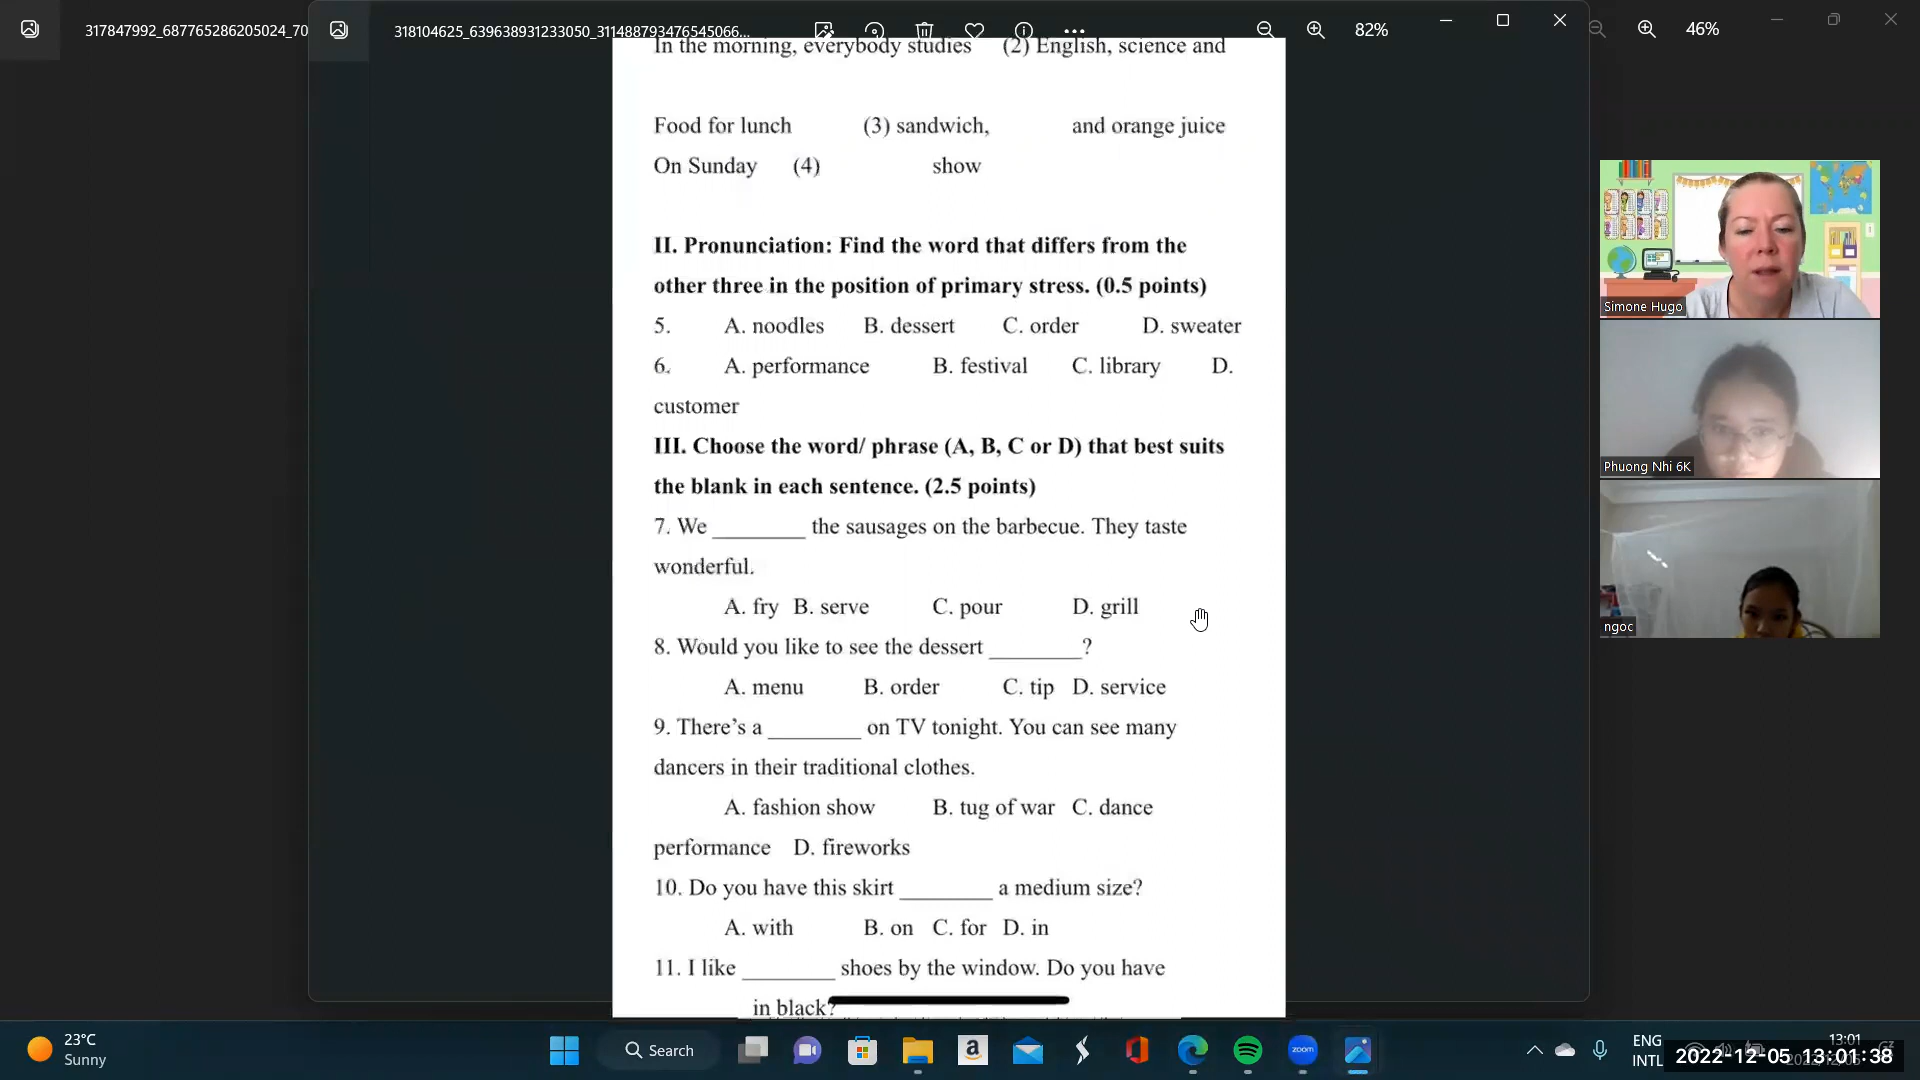 317847992_687765286205024_70
318104625_639638931233050_311488793476545066...
82%
46%
In the morning, everybody studies (2) English, science and
Food for lunch (3) sandwich, and orange juice
On Sunday (4) show
II. Pronunciation: Find the word that differs from the
other three in the position of primary stress. (0.5 points)
5. A. noodles B. dessert C. order D. sweater
6. A. performance B. festival C. library D.
customer
III. Choose the word/ phrase (A, B, C or D) that best suits
the blank in each sentence. (2.5 points)
7. We ________ the sausages on the barbecue. They taste
wonderful.
A. fry B. serve C. pour D. grill
8. Would you like to see the dessert ________?
A. menu B. order C. tip D. service
9. There’s a ________ on TV tonight. You can see many
dancers in their traditional clothes.
A. fashion show B. tug of war C. dance
performance D. fireworks
10. Do you have this skirt ________ a medium size?
A. with B. on C. for D. in
11. I like ________ shoes by the window. Do you have
in black?
Simone Hugo
Phuong Nhi 6K
ngoc
23°C
Sunny
Search
a
zoom
ENG
INTL
13:01
2022-12-05 13:01:38